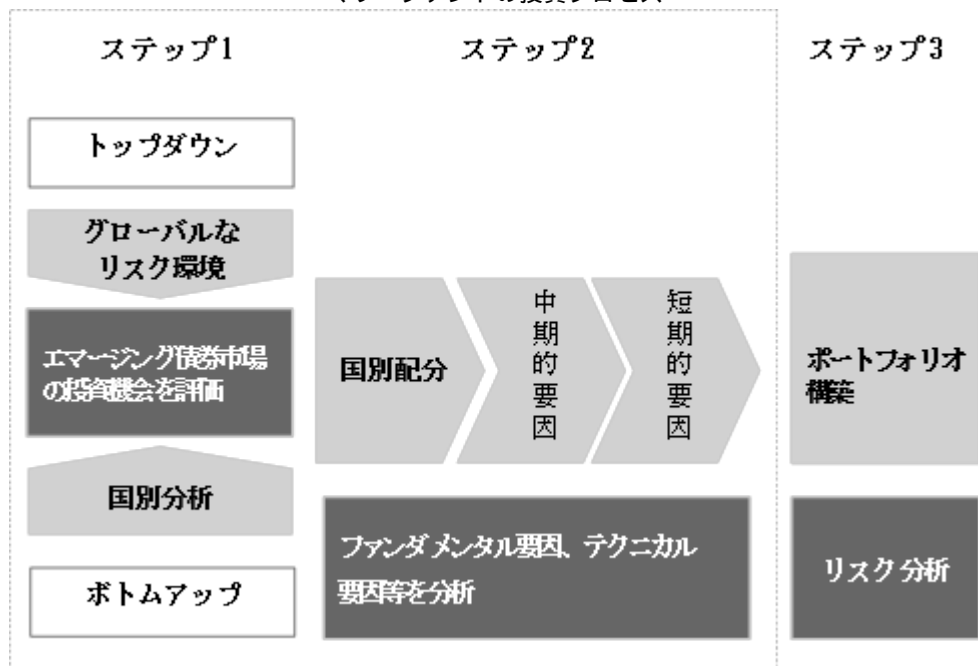 ステップ1
ステップ2
ステップ3
トップダウン
グローバルな
リスク環境
エマージング債券市場
の投資機会を評価
国別分析
ボトムアップ
国別配分
中期的要因
短期的要因
ファンダメンタル要因、テクニカル
要因等を分析
ポートフォリオ
構築
リスク分析